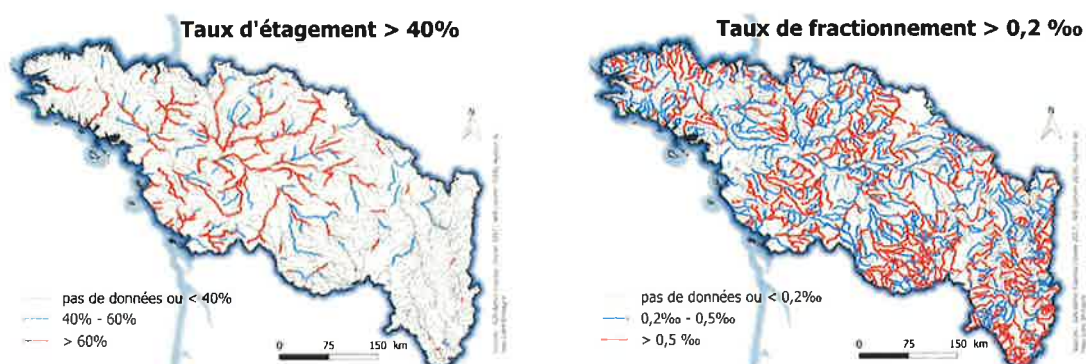 Taux d'étagement > 40%
N
pas de données ou < 40%
40% - 60%
> 60%
0 75 150 km
Taux de fractionnement > 0,2 ‰
N
pas de données ou < 0,2‰
0,2‰ - 0,5‰
> 0,5 ‰
0 75 150 km